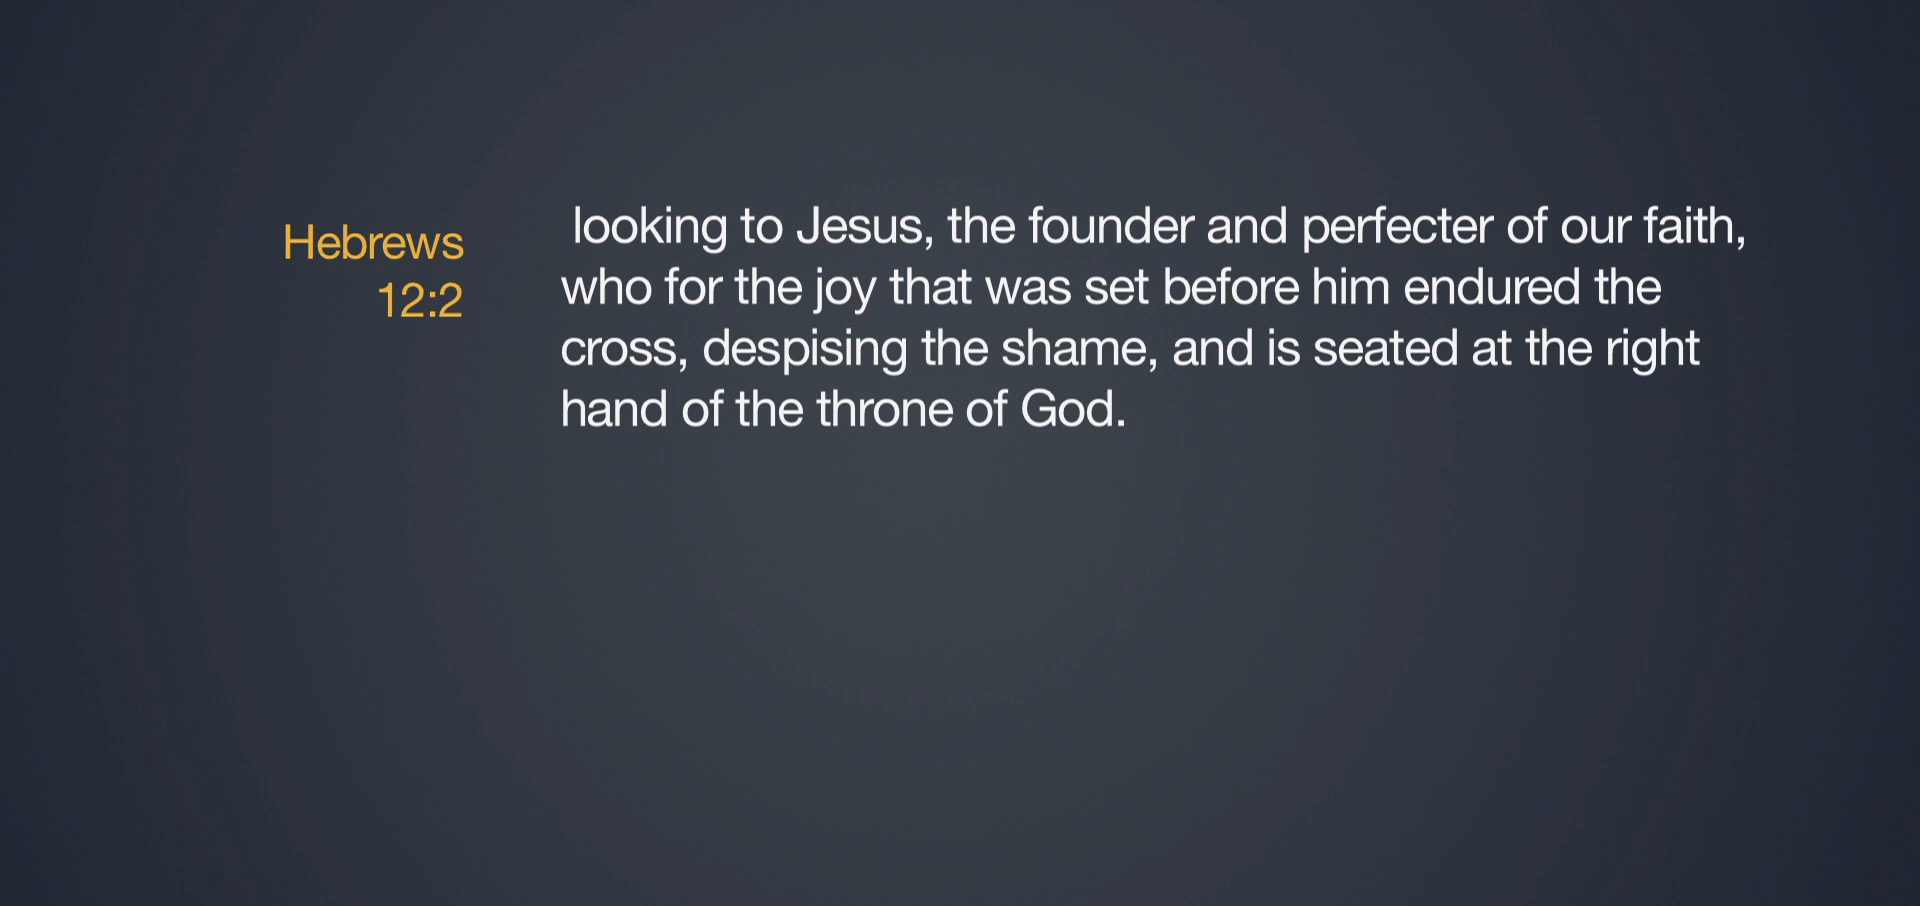 Hebrews
12:2
looking to Jesus, the founder and perfecter of our faith,
who for the joy that was set before him endured the
cross, despising the shame, and is seated at the right
hand of the throne of God.